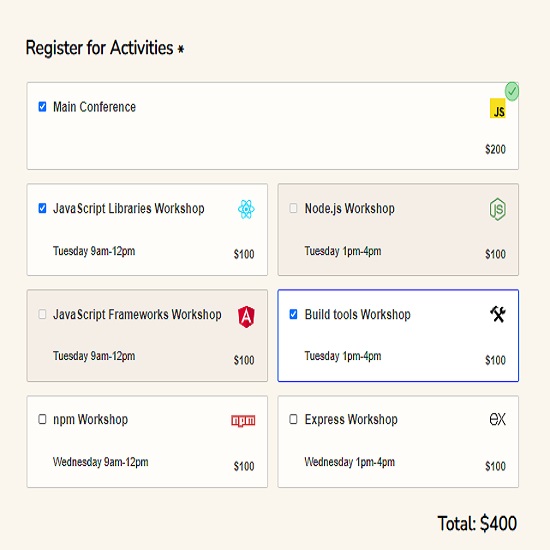 Register for Activities *
Main Conference
JS
$200
JavaScript Libraries Workshop
Tuesday 9am-12pm
$100
Node.js Workshop
JS
Tuesday 1pm-4pm
$100
JavaScript Frameworks Workshop
A
Tuesday 9am-12pm
$100
Build tools Workshop
Tuesday 1pm-4pm
$100
npm Workshop
npm
Wednesday 9am-12pm
$100
Express Workshop
ex
Wednesday 1pm-4pm
$100
Total: $400